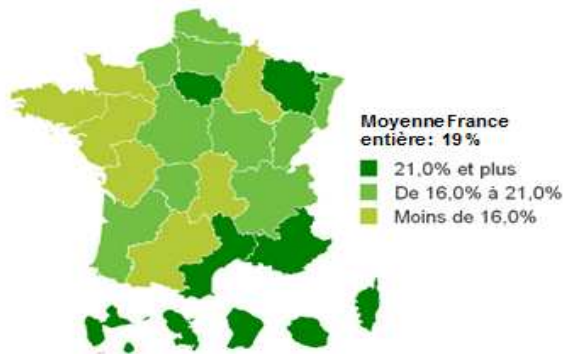 Moyenne France
entière : 19 %
21,0% et plus
De 16,0% à 21,0%
Moins de 16,0%